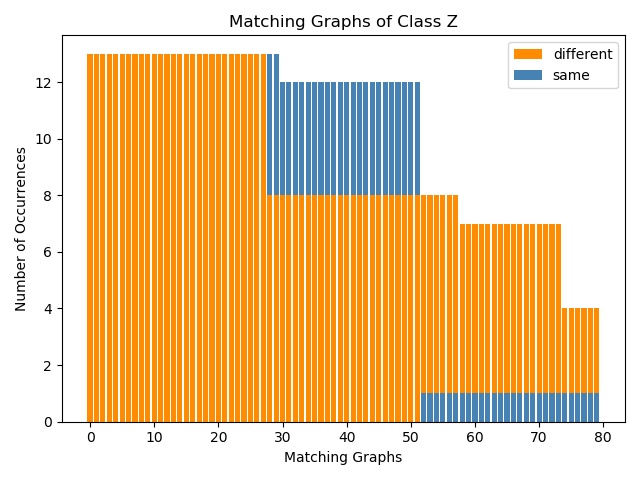 Matching Graphs of Class Z
different
same
Number of Occurrences
12
10
8
6
4
2
0
0 10 20 30 40 50 60 70 80
Matching Graphs